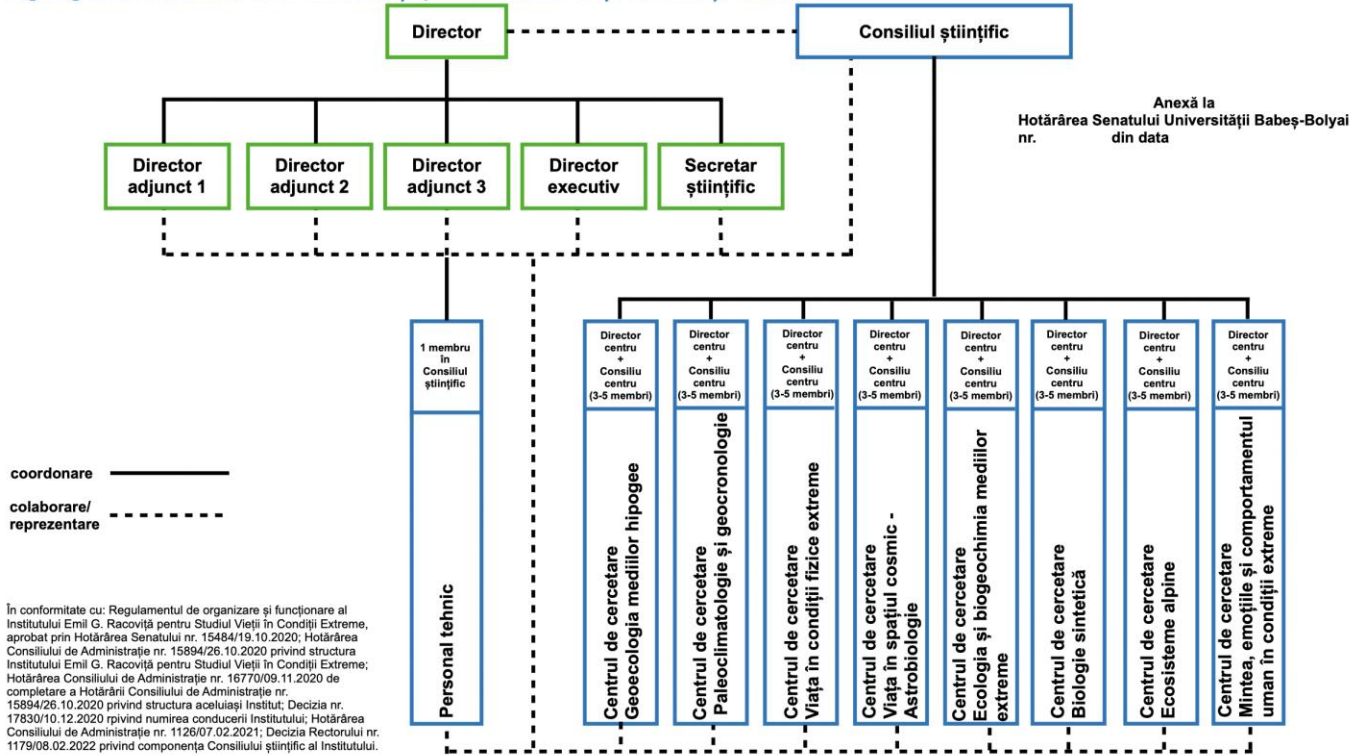 Director
Consiliul științific
Anexă la
Hotărârea Senatului Universității Babeș-Bolyai
nr. din data
Director
adjunct 1
Director
adjunct 2
Director
adjunct 3
Director
executiv
Secretar
științific
1 membru
în
Consiliul
științific
Director
centru
+
Consiliu
centru
(3-5 membri)
Director
centru
+
Consiliu
centru
(3-5 membri)
Director
centru
+
Consiliu
centru
(3-5 membri)
Director
centru
+
Consiliu
centru
(3-5 membri)
Director
centru
+
Consiliu
centru
(3-5 membri)
Director
centru
+
Consiliu
centru
(3-5 membri)
Director
centru
+
Consiliu
centru
(3-5 membri)
Director
centru
+
Consiliu
centru
(3-5 membri)
Personal tehnic
Centrul de cercetare
Geoecologia mediilor hipogee
Centrul de cercetare
Paleoclimatologie și geocronologie
Centrul de cercetare
Viața în condiții fizice extreme
Centrul de cercetare
Viața în spațiul cosmic -
Astrobiologie
Centrul de cercetare
Ecologia și biogeochimia mediilor
extreme
Centrul de cercetare
Biologie sintetică
Centrul de cercetare
Ecosisteme alpine
Centrul de cercetare
Mintea, emoțiile și comportamentul
uman în condiții extreme
coordonare
colaborare/
reprezentare
În conformitate cu: Regulamentul de organizare și funcționare al
Institutului Emil G. Racoviță pentru Studiul Vieții în Condiții Extreme,
aprobat prin Hotărârea Senatului nr. 15484/19.10.2020; Hotărârea
Consiliului de Administrație nr. 15894/26.10.2020 privind structura
Institutului Emil G. Racoviță pentru Studiul Vieții în Condiții Extreme;
Hotărârea Consiliului de Administrație nr. 16770/09.11.2020 de
completare a Hotărârii Consiliului de Administrație nr.
15894/26.10.2020 privind structura aceluiași Institut; Decizia nr.
17830/10.12.2020 rpivind numirea conducerii Institutului; Hotărârea
Consiliului de Administrație nr. 1126/07.02.2021; Decizia Rectorului nr.
1179/08.02.2022 privind componența Consiliului științific al Institutului.